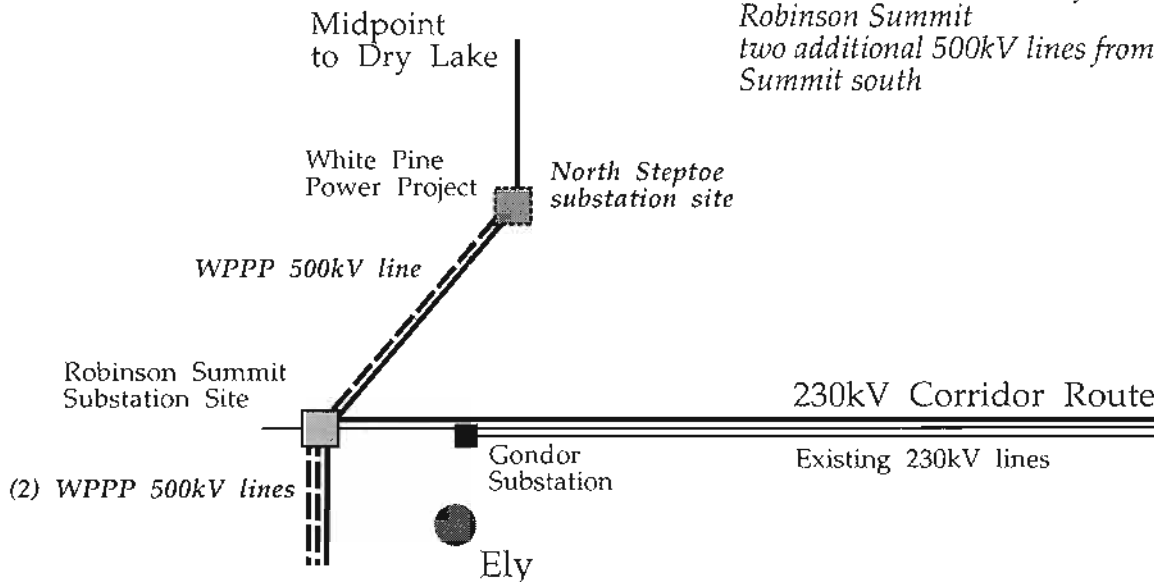 Midpoint
to Dry Lake
Robinson Summit
two additional 500kV lines from
Summit south
White Pine
Power Project
North Steptoe
substation site
WPPP 500kV line
Robinson Summit
Substation Site
230kV Corridor Route
Gondor
Substation
Existing 230kV lines
(2) WPPP 500kV lines
Ely